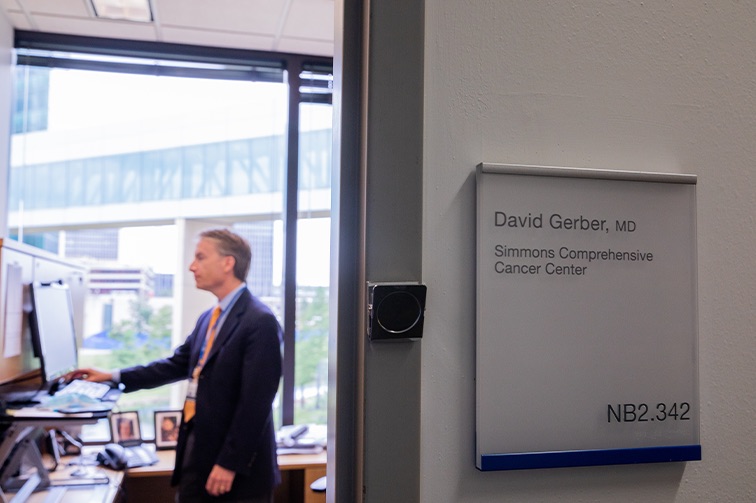 David Gerber, MD
Simmons Comprehensive
Cancer Center
NB2.342